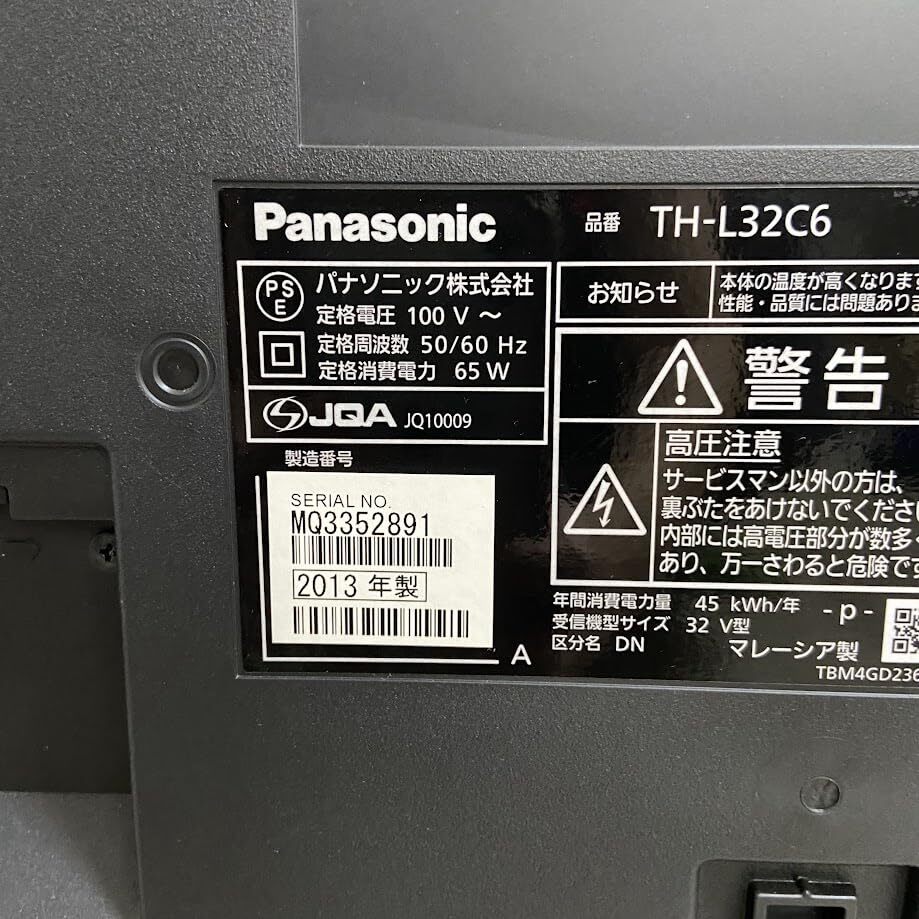 Panasonic
品番 TH-L32C6
PS
E
パナソニック株式会社
定格電圧 100 V ～
定格周波数 50/60 Hz
定格消費電力 65 W
JQA JQ10009
製造番号
SERIAL NO.
MQ3352891
2013 年製
A
お知らせ
本体の温度が高くなります
性能・品質には問題ありま
警告
高圧注意
サービスマン以外の方は、
裏ぶたをあけないでください
内部には高電圧部分が数多く
あり、万一さわると危険です
年間消費電力量 45 kWh/年
受信機型サイズ 32 V型
区分名 DN
- p -
マレーシア製
TBM4GD236